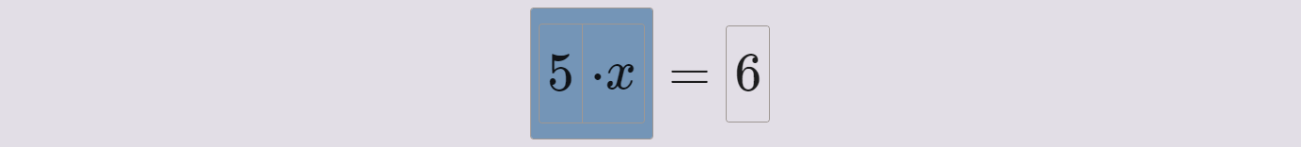 5 ·x = 6